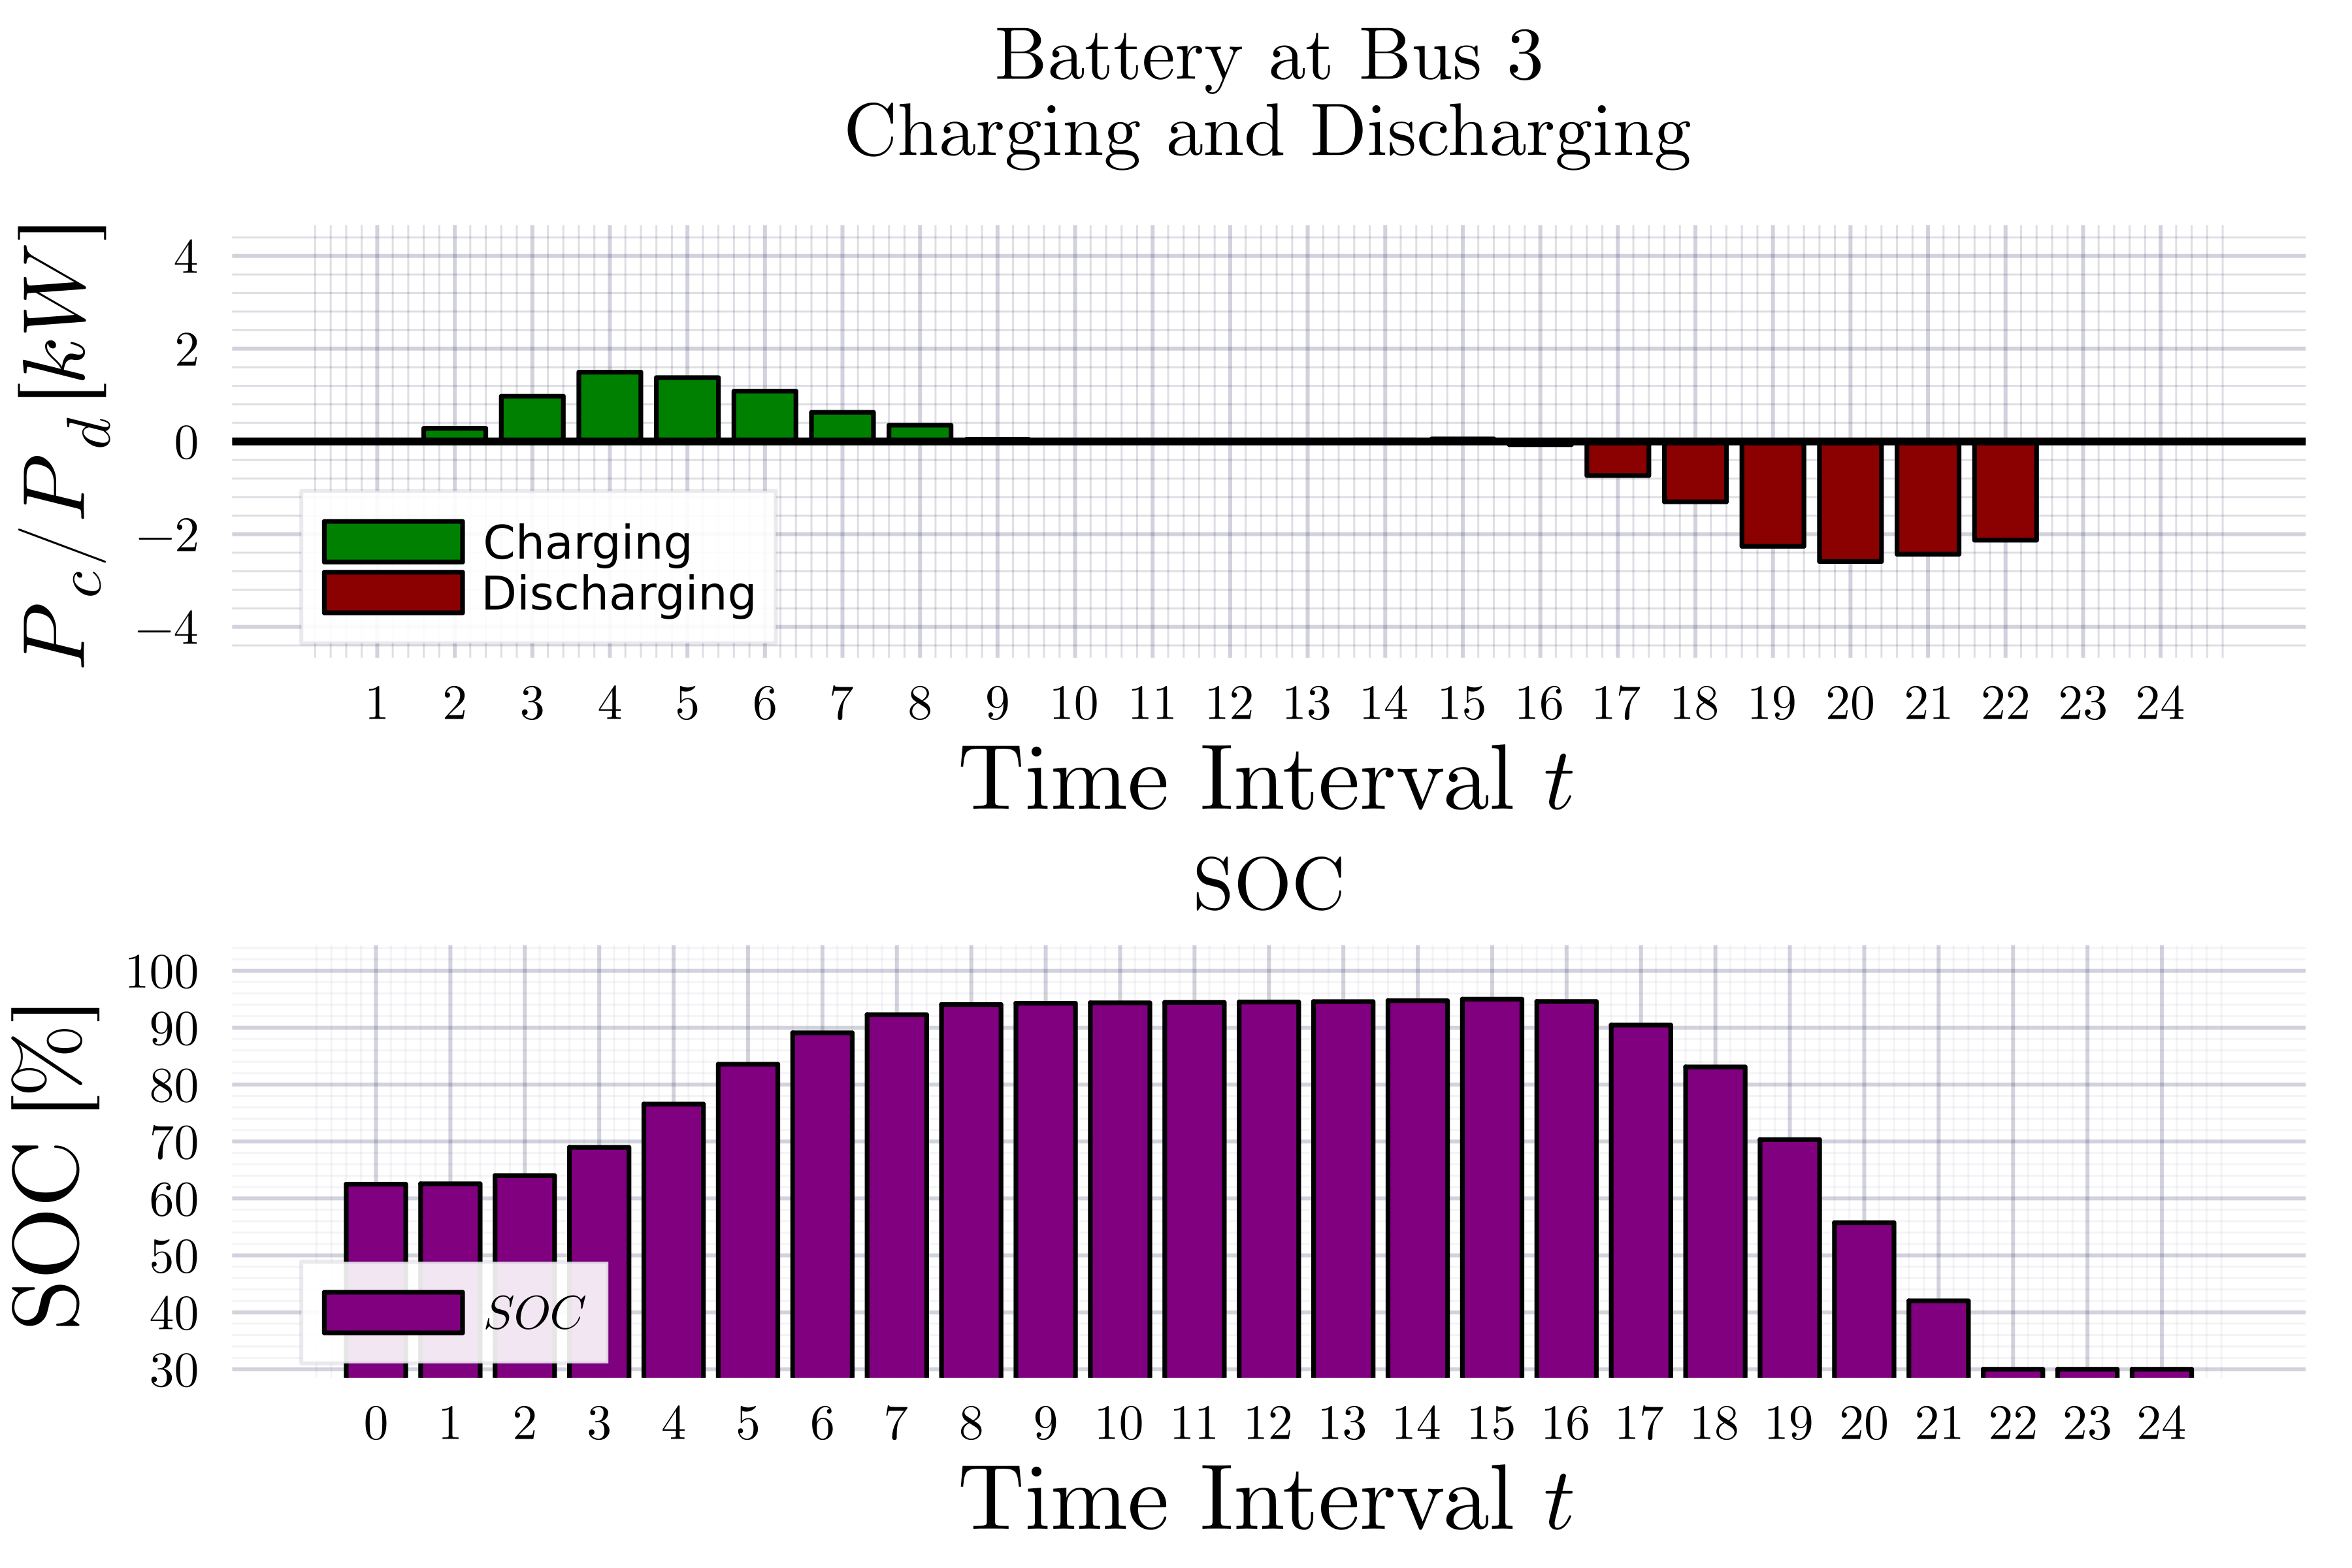 Battery at Bus 3
Charging and Discharging
P_c/P_d [kW]
4
2
0
−2
−4
Charging
Discharging
1 2 3 4 5 6 7 8 9 10 11 12 13 14 15 16 17 18 19 20 21 22 23 24
Time Interval t
SOC
SOC [%]
100
90
80
70
60
50
40
30
SOC
0 1 2 3 4 5 6 7 8 9 10 11 12 13 14 15 16 17 18 19 20 21 22 23 24
Time Interval t